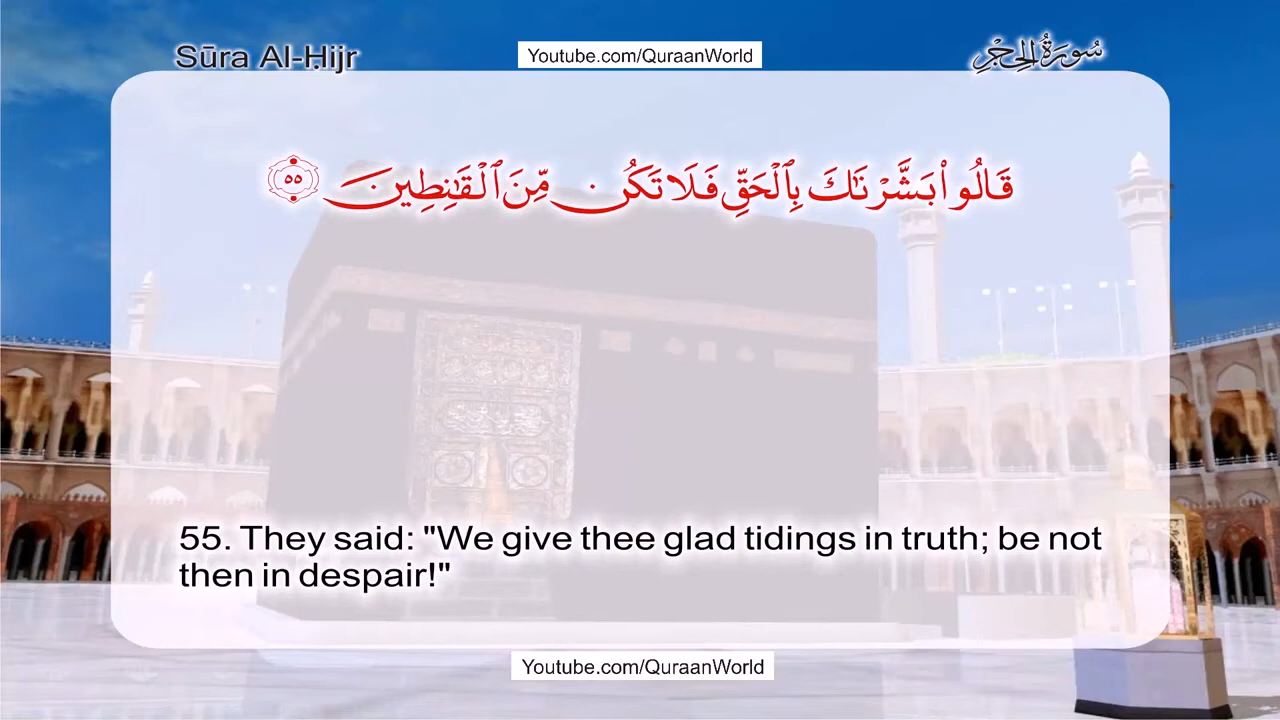 Sūra Al-Ḥijr
Youtube.com/QuraanWorld
سُورَةُ الحِجْرِ
قَالُوا۟ بَشَّرْنَـٰكَ بِٱلْحَقِّ فَلَا تَكُن مِّنَ ٱلْقَـٰنِطِينَ ٥٥
55. They said: "We give thee glad tidings in truth; be not
then in despair!"
Youtube.com/QuraanWorld